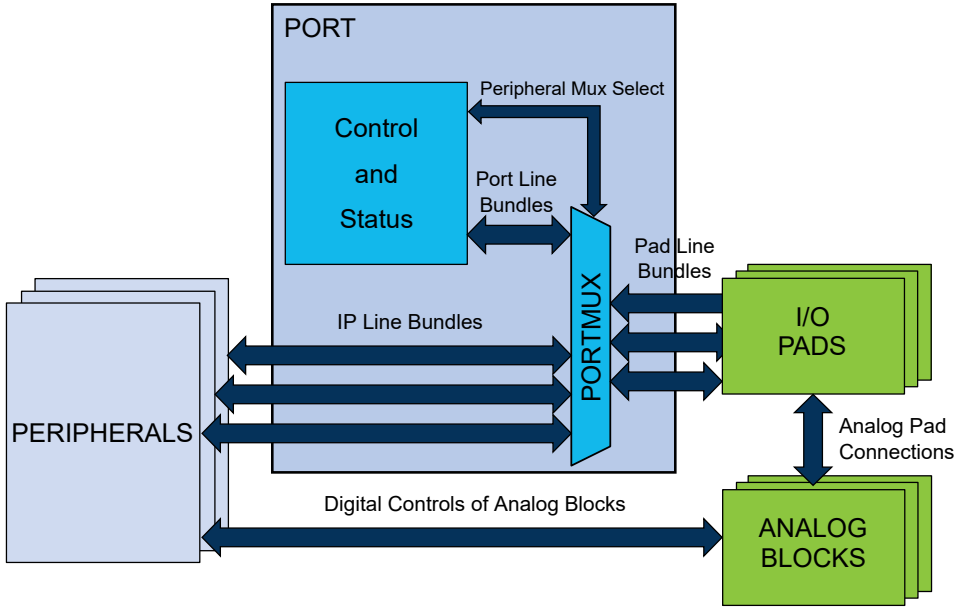 PORT
Peripheral Mux Select
Control
and
Status
Port Line
Bundles
Pad Line
Bundles
IP Line Bundles
PORTMUX
I/O
PADS
PERIPHERALS
Analog Pad
Connections
Digital Controls of Analog Blocks
ANALOG
BLOCKS